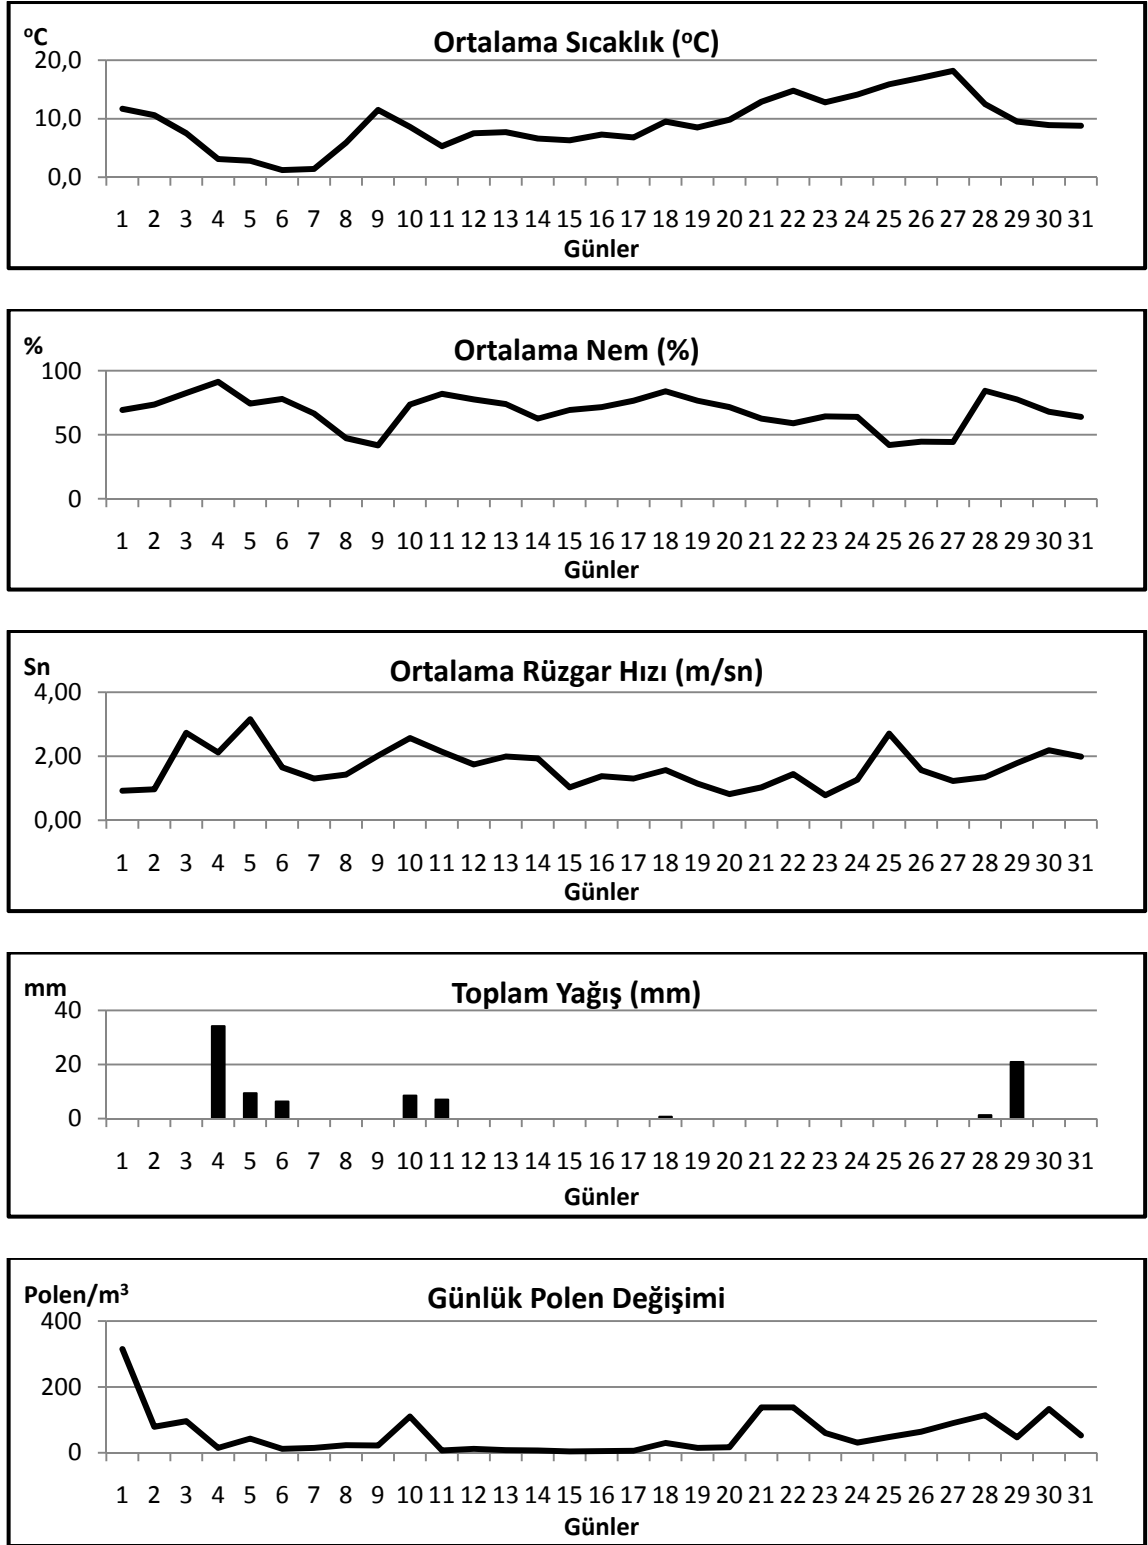 °C
Ortalama Sıcaklık (°C)
20,0
10,0
0,0
1 2 3 4 5 6 7 8 9 10 11 12 13 14 15 16 17 18 19 20 21 22 23 24 25 26 27 28 29 30 31
Günler
%
Ortalama Nem (%)
100
50
0
1 2 3 4 5 6 7 8 9 10 11 12 13 14 15 16 17 18 19 20 21 22 23 24 25 26 27 28 29 30 31
Günler
Sn
Ortalama Rüzgar Hızı (m/sn)
4,00
2,00
0,00
1 2 3 4 5 6 7 8 9 10 11 12 13 14 15 16 17 18 19 20 21 22 23 24 25 26 27 28 29 30 31
Günler
mm
Toplam Yağış (mm)
40
20
0
1 2 3 4 5 6 7 8 9 10 11 12 13 14 15 16 17 18 19 20 21 22 23 24 25 26 27 28 29 30 31
Günler
Polen/m³
Günlük Polen Değişimi
400
200
0
1 2 3 4 5 6 7 8 9 10 11 12 13 14 15 16 17 18 19 20 21 22 23 24 25 26 27 28 29 30 31
Günler